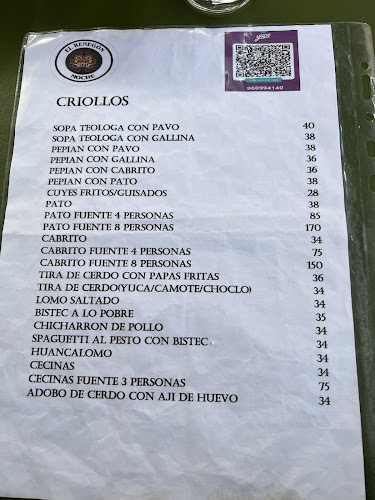 EL RENEGÓN
MOCHE
yape
960994140
CRIOLLOS
SOPA TEOLOGA CON PAVO 40
SOPA TEOLOGA CON GALLINA 38
PEPIAN CON PAVO 38
PEPIAN CON GALLINA 36
PEPIAN CON CABRITO 36
PEPIAN CON PATO 38
CUYES FRITOS/GUISADOS 28
PATO 38
PATO FUENTE 4 PERSONAS 85
PATO FUENTE 8 PERSONAS 170
CABRITO 34
CABRITO FUENTE 4 PERSONAS 75
CABRITO FUENTE 8 PERSONAS 150
TIRA DE CERDO CON PAPAS FRITAS 36
TIRA DE CERDO(YUCA/CAMOTE/CHOCLO) 34
LOMO SALTADO 34
BISTEC A LO POBRE 35
CHICHARRON DE POLLO 34
SPAGUETTI AL PESTO CON BISTEC 34
HUANCALOMO 34
CECINAS 34
CECINAS FUENTE 3 PERSONAS 75
ADOBO DE CERDO CON AJI DE HUEVO 34